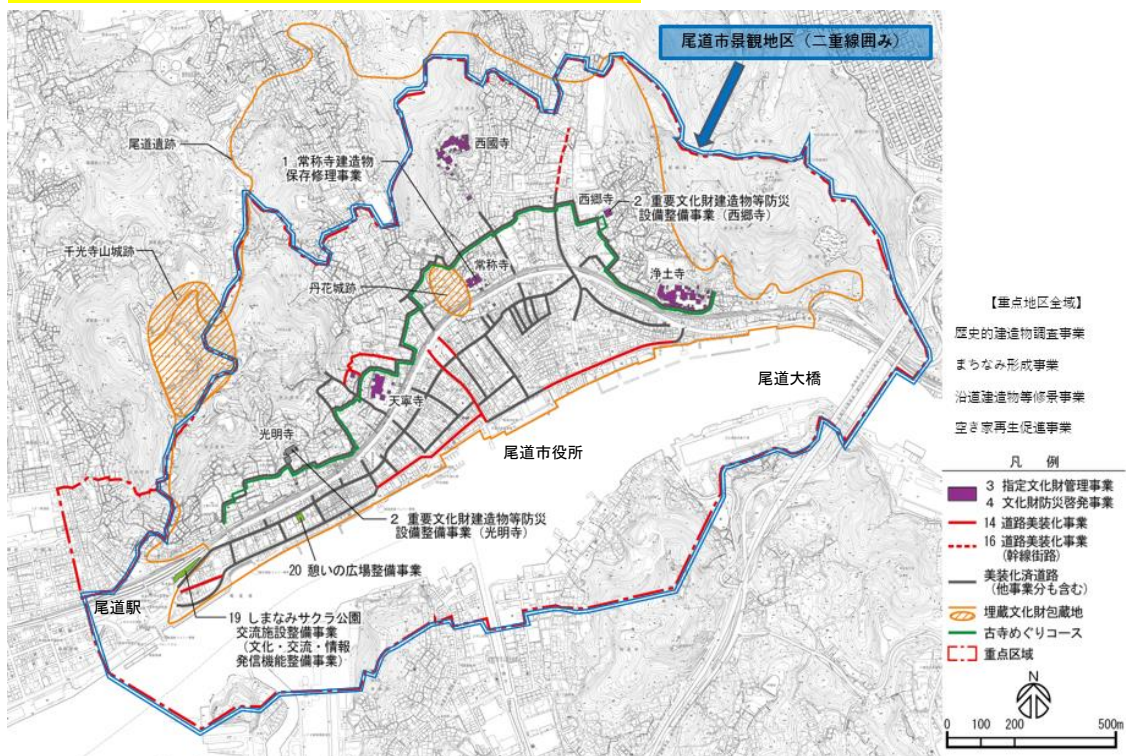 尾道市景観地区（二重線囲み）
尾道遺跡
西國寺
1 常称寺建造物
保存修理事業
西郷寺
2 重要文化財建造物等防災
設備整備事業（西郷寺）
千光寺山城跡
常称寺
丹花城跡
浄土寺
天寧寺
尾道大橋
光明寺
尾道市役所
2 重要文化財建造物等防災
設備整備事業（光明寺）
20 憩いの広場整備事業
尾道駅
19 しまなみサクラ公園
交流施設整備事業
（文化・交流・情報
発信機能整備事業）
【重点地区全域】
歴史的建造物調査事業
まちなみ形成事業
沿道建造物等修景事業
空き家再生促進事業
凡 例
3 指定文化財管理事業
4 文化財防災啓発事業
14 道路美装化事業
16 道路美装化事業
（幹線街路）
美装化済道路
（他事業分も含む）
埋蔵文化財包蔵地
古寺めぐりコース
重点区域
N
0 100 200 500m